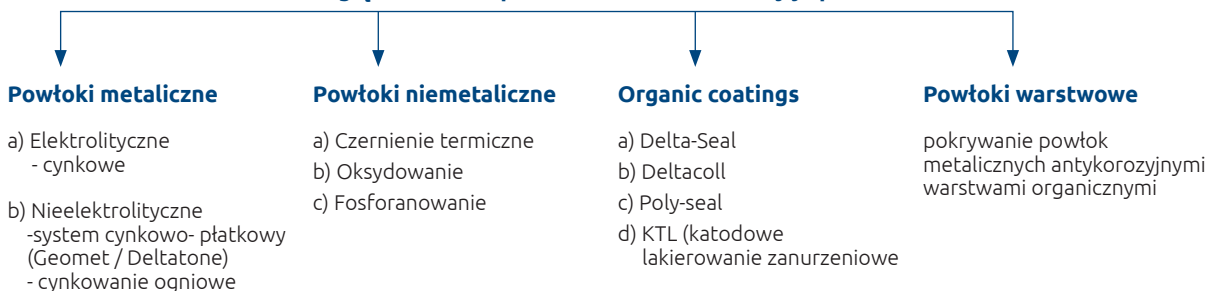 Powłoki metaliczne
a) Elektrolityczne
- cynkowe
b) Nieelektrolityczne
-system cynkowo- płatkowy
(Geomet / Deltatone)
- cynkowanie ogniowe
Powłoki niemetaliczne
a) Czernienie termiczne
b) Oksydowanie
c) Fosforanowanie
Organic coatings
a) Delta-Seal
b) Deltacoll
c) Poly-seal
d) KTL (katodowe
lakierowanie zanurzeniowe
Powłoki warstwowe
pokrywanie powłok
metalicznych antykorozyjnymi
warstwami organicznymi